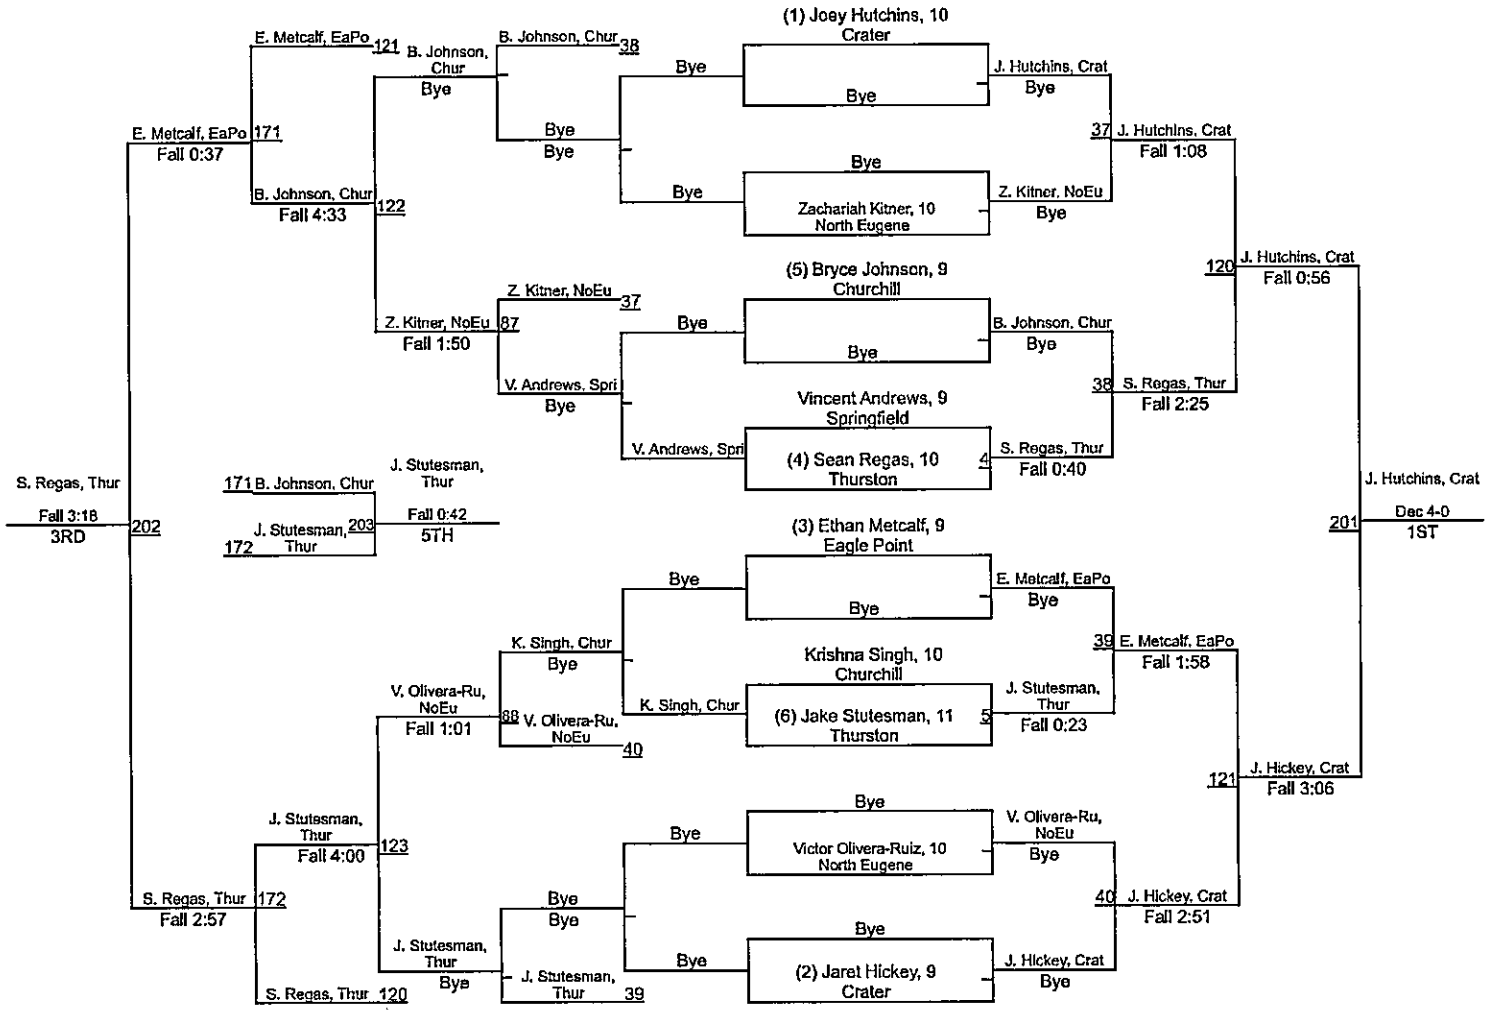 (1) Joey Hutchins, 10
Crater
E. Metcalf, EaPo
121
B. Johnson,
Chur
Bye
B. Johnson, Chur
38
Bye
Bye
J. Hutchins, Crat
Bye
E. Metcalf, EaPo
171
Fall 0:37
Bye
Bye
37
J. Hutchins, Crat
Fall 1:08
Bye
B. Johnson, Chur
Fall 4:33
122
Bye
Zachariah Kitner, 10
North Eugene
Z. Kitner, NoEu
Bye
(5) Bryce Johnson, 9
Churchill
120
J. Hutchins, Crat
Fall 0:56
Z. Kitner, NoEu
37
Z. Kitner, NoEu
87
Fall 1:50
Bye
Bye
B. Johnson, Chur
Bye
V. Andrews, Spri
Bye
38
S. Regas, Thur
Fall 2:25
Vincent Andrews, 9
Springfield
V. Andrews, Spri
(4) Sean Regas, 10
Thurston
4
S. Regas, Thur
Fall 0:40
S. Regas, Thur
Fall 3:18
3RD
202
171
B. Johnson, Chur
J. Stutesman,
Thur
172
203
J. Stutesman,
Thur
Fall 0:42
5TH
J. Hutchins, Crat
201
Dec 4-0
1ST
(3) Ethan Metcalf, 9
Eagle Point
Bye
Bye
E. Metcalf, EaPo
Bye
K. Singh, Chur
Bye
39
E. Metcalf, EaPo
Fall 1:58
Krishna Singh, 10
Churchill
V. Olivera-Ru,
NoEu
Fall 1:01
88
V. Olivera-Ru,
NoEu
40
K. Singh, Chur
(6) Jake Stutesman, 11
Thurston
5
J. Stutesman,
Thur
Fall 0:23
121
J. Hickey, Crat
Fall 3:06
J. Stutesman,
Thur
Fall 4:00
123
Bye
Bye
Victor Olivera-Ruiz, 10
North Eugene
V. Olivera-Ru,
NoEu
Bye
S. Regas, Thur
172
Fall 2:57
Bye
Bye
40
J. Hickey, Crat
Fall 2:51
Bye
J. Stutesman,
Thur
Bye
J. Stutesman,
Thur
39
Bye
(2) Jaret Hickey, 9
Crater
J. Hickey, Crat
Bye
S. Regas, Thur
120